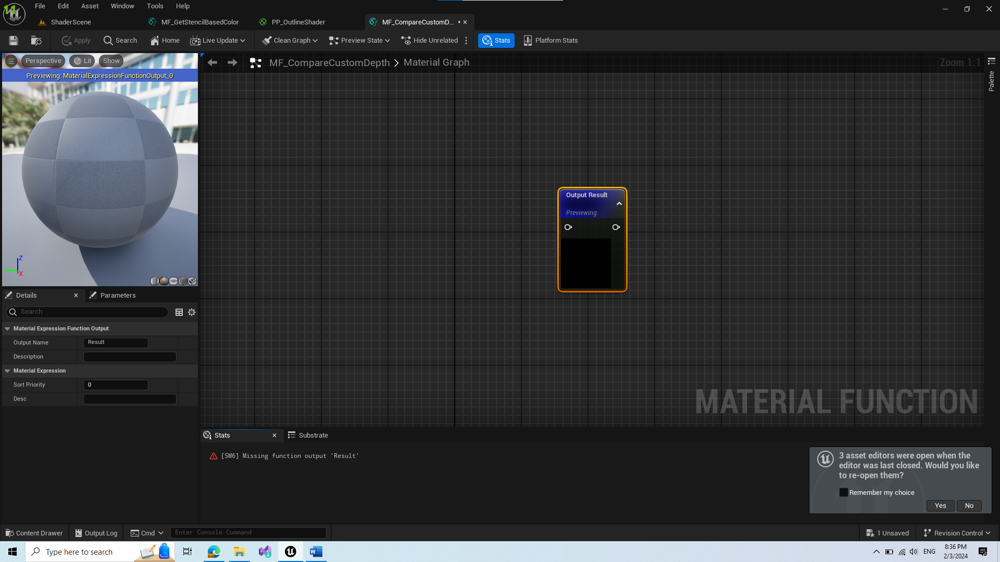 File Edit Asset Window Tools Help
ShaderScene MF_GetStencilBasedColor PP_OutlineShader MF_CompareCustomD... •
Apply Search Home Live Update Clean Graph Preview State Hide Unrelated Stats Platform Stats
Perspective Lit Show
Previewing: MaterialExpressionFunctionOutput_0
MF_CompareCustomDepth > Material Graph
Zoom 1:1
Palette
Output Result
Previewing
Z
X
MATERIAL FUNCTION
Details Parameters
Search
Material Expression Function Output
Output Name Result
Description
Material Expression
Sort Priority 0
Desc
Stats Substrate
[SM6] Missing function output 'Result'
3 asset editors were open when the
editor was last closed. Would you like
to re-open them?
Remember my choice
Yes No
Content Drawer Output Log Cmd Enter Console Command 1 Unsaved Revision Control
Type here to search
ENG
8:36 PM
2/3/2024